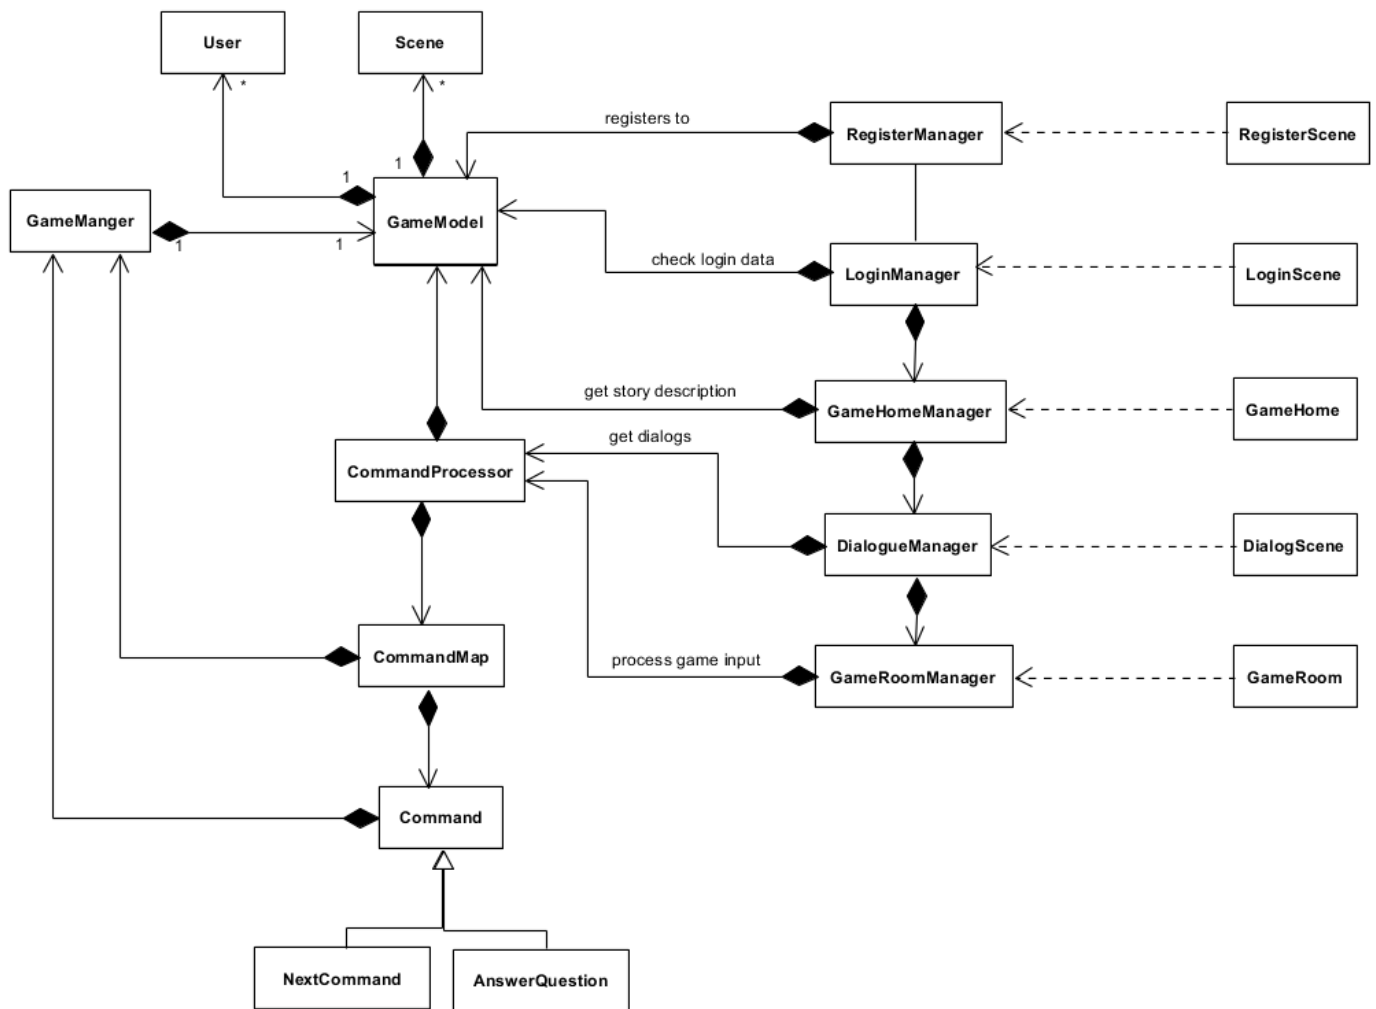 User
Scene
*
*
registers to
RegisterManager
RegisterScene
1
1
GameManger
GameModel
1
1
check login data
LoginManager
LoginScene
get story description
GameHomeManager
GameHome
get dialogs
CommandProcessor
DialogueManager
DialogScene
CommandMap
process game input
GameRoomManager
GameRoom
Command
NextCommand
AnswerQuestion